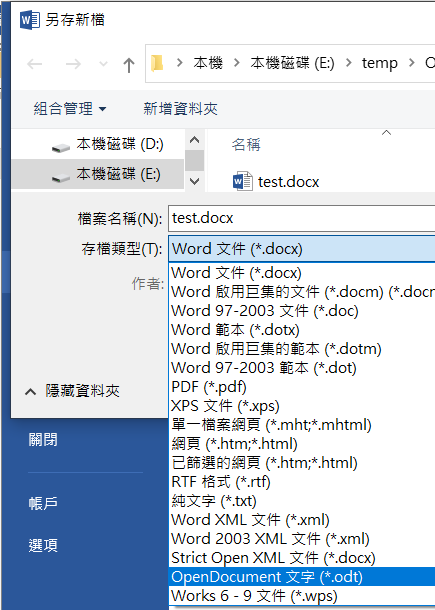 另存新檔
本機 > 本機磁碟 (E:) > temp > O
組合管理 新增資料夾
本機磁碟 (D:)
本機磁碟 (E:)
名稱
test.docx
檔案名稱(N): test.docx
存檔類型(T): Word 文件 (*.docx)
作者:
Word 文件 (*.docx)
Word 啟用巨集的文件 (*.docm) (*.docm
Word 97-2003 文件 (*.doc)
Word 範本 (*.dotx)
Word 啟用巨集的範本 (*.dotm)
Word 97-2003 範本 (*.dot)
PDF (*.pdf)
XPS 文件 (*.xps)
單一檔案網頁 (*.mht;*.mhtml)
網頁 (*.htm;*.html)
已篩選的網頁 (*.htm;*.html)
RTF 格式 (*.rtf)
純文字 (*.txt)
Word XML 文件 (*.xml)
Word 2003 XML 文件 (*.xml)
Strict Open XML 文件 (*.docx)
OpenDocument 文字 (*.odt)
Works 6 - 9 文件 (*.wps)
隱藏資料夾
關閉
帳戶
選項